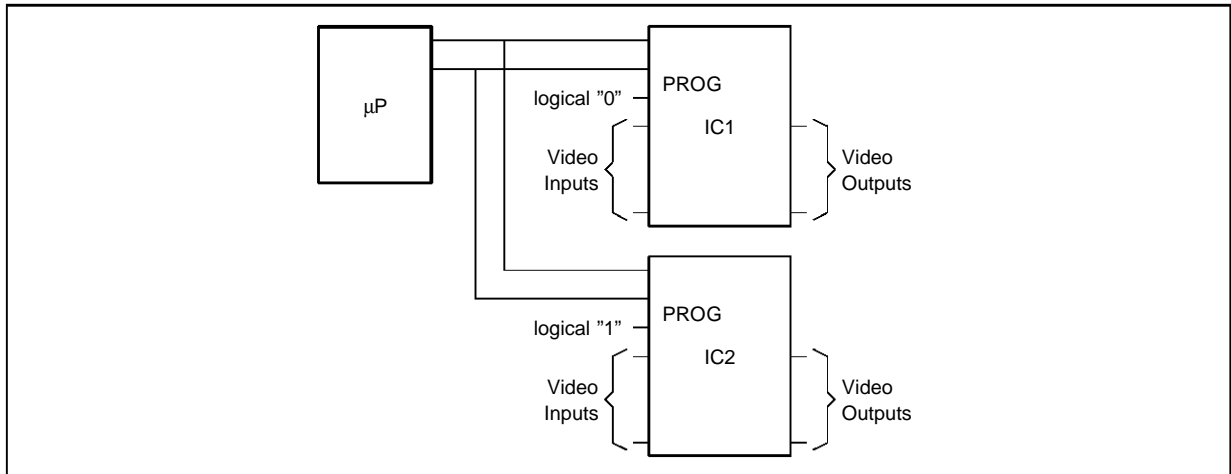 μP
PROG
logical ”0”
IC1
Video
Inputs
Video
Outputs
PROG
logical ”1”
IC2
Video
Inputs
Video
Outputs